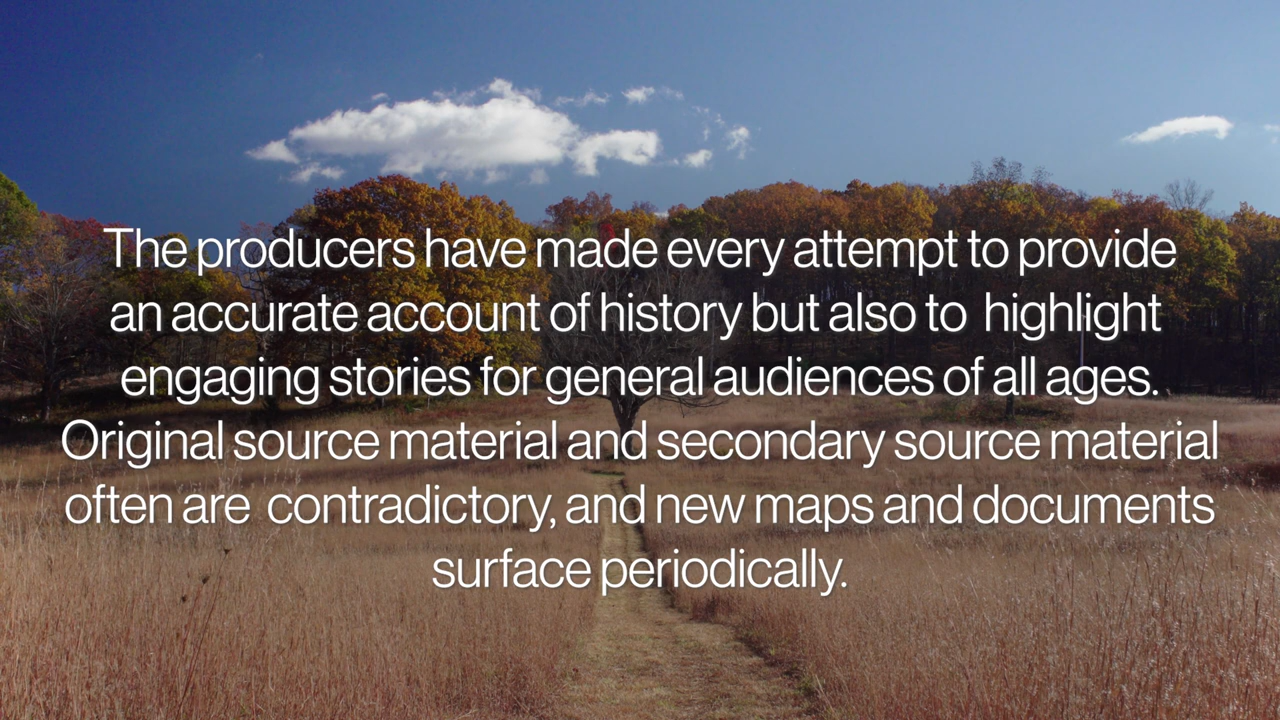 The producers have made every attempt to provide
an accurate account of history but also to  highlight
engaging stories for general audiences of all ages.
Original source material and secondary source material
often are  contradictory, and new maps and documents
surface periodically.